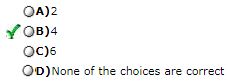 A)2
B)4
C)6
D)None of the choices are correct